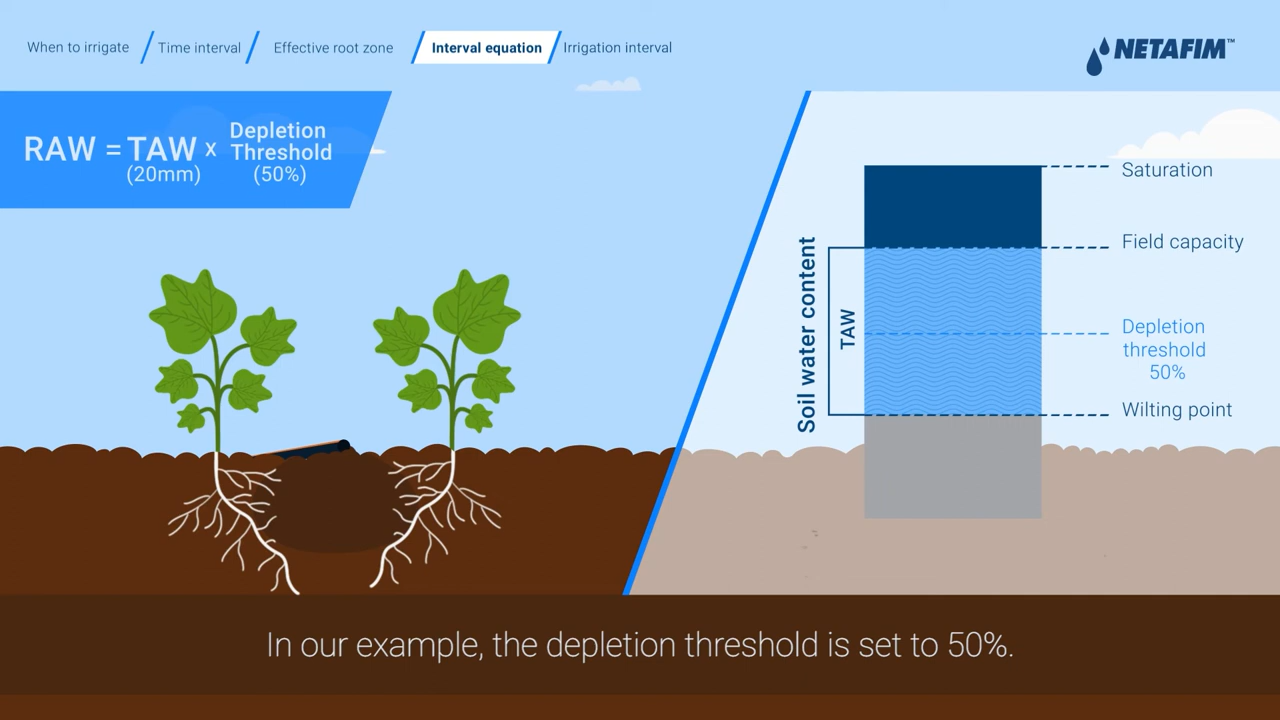 When to irrigate
Time interval
Effective root zone
Interval equation
Irrigation interval
NETAFIM™
RAW = TAW x Depletion Threshold
(20mm) (50%)
Saturation
Field capacity
Soil water content
TAW
Depletion
threshold
50%
Wilting point
In our example, the depletion threshold is set to 50%.